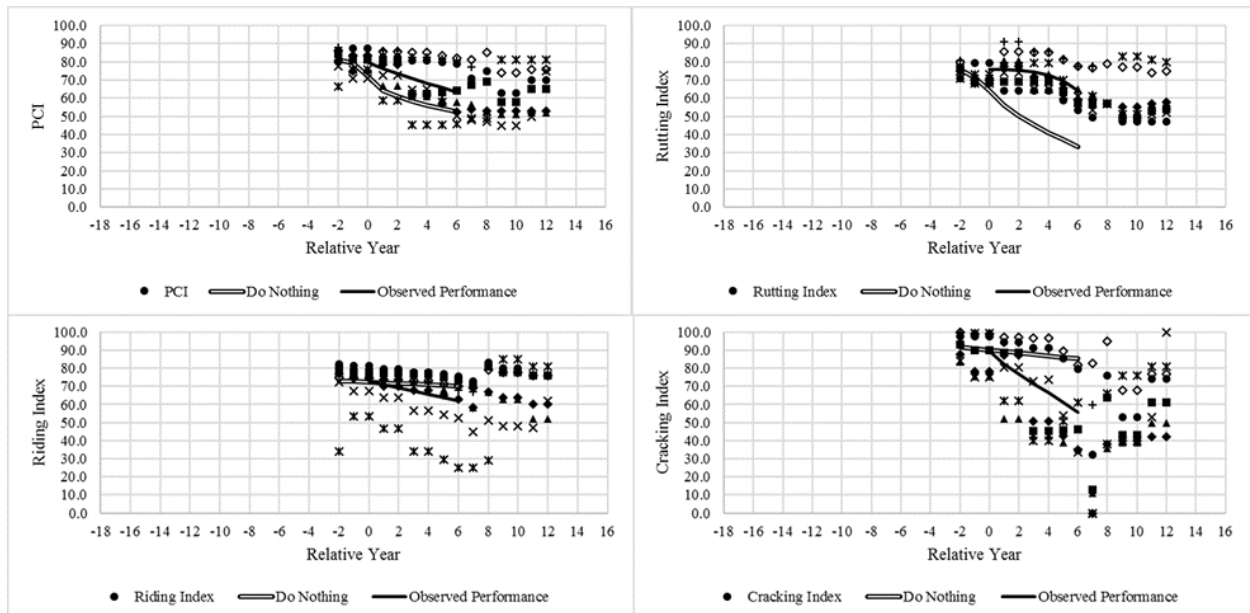 100.0
90.0
80.0
70.0
60.0
50.0
40.0
30.0
20.0
10.0
0.0
PCI
-18 -16 -14 -12 -10 -8 -6 -4 -2 0 2 4 6 8 10 12 14 16
Relative Year
PCI Do Nothing Observed Performance
100.0
90.0
80.0
70.0
60.0
50.0
40.0
30.0
20.0
10.0
0.0
Rutting Index
-18 -16 -14 -12 -10 -8 -6 -4 -2 0 2 4 6 8 10 12 14 16
Relative Year
Rutting Index Do Nothing Observed Performance
100.0
90.0
80.0
70.0
60.0
50.0
40.0
30.0
20.0
10.0
0.0
Riding Index
-18 -16 -14 -12 -10 -8 -6 -4 -2 0 2 4 6 8 10 12 14 16
Relative Year
Riding Index Do Nothing Observed Performance
100.0
90.0
80.0
70.0
60.0
50.0
40.0
30.0
20.0
10.0
0.0
Cracking Index
-18 -16 -14 -12 -10 -8 -6 -4 -2 0 2 4 6 8 10 12 14 16
Relative Year
Cracking Index Do Nothing Observed Performance